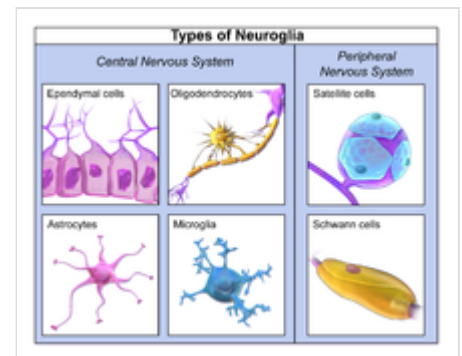 Types of Neuroglia
Central Nervous System
Peripheral
Nervous System
Ependymal cells
Oligodendrocytes
Satellite cells
Astrocytes
Microglia
Schwann cells